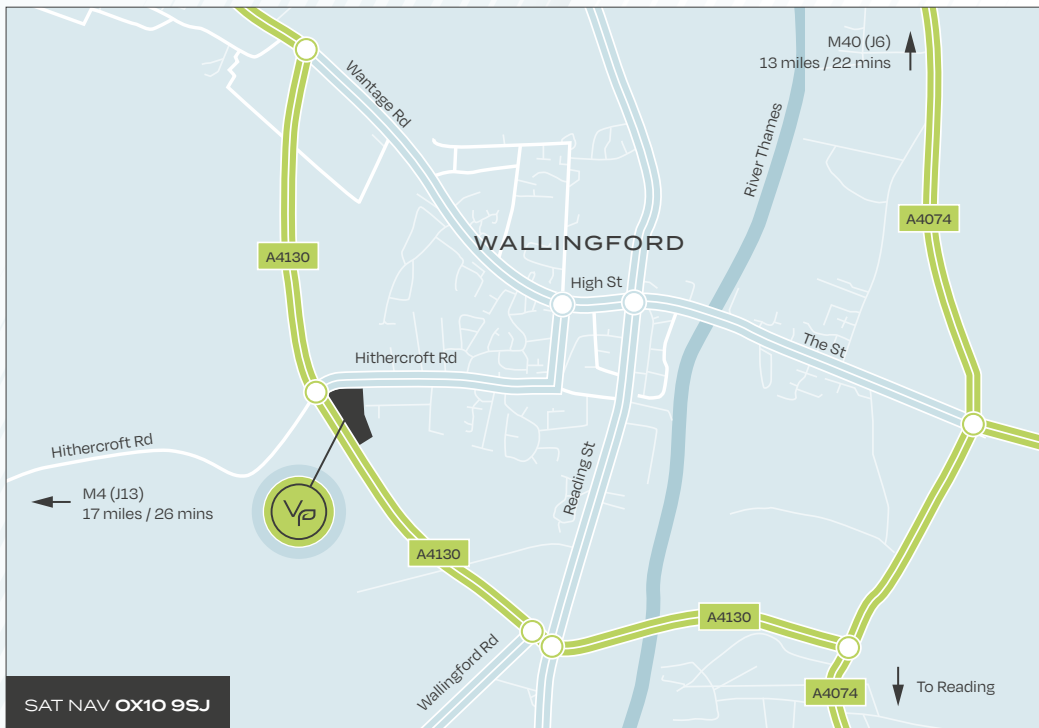 M40 (J6)
13 miles / 22 mins
Wantage Rd
River Thames
A4074
WALLINGFORD
A4130
High St
The St
Hithercroft Rd
Hithercroft Rd
Reading St
M4 (J13)
17 miles / 26 mins
VP
A4130
A4130
Wallingford Rd
A4074
To Reading
SAT NAV OX10 9SJ